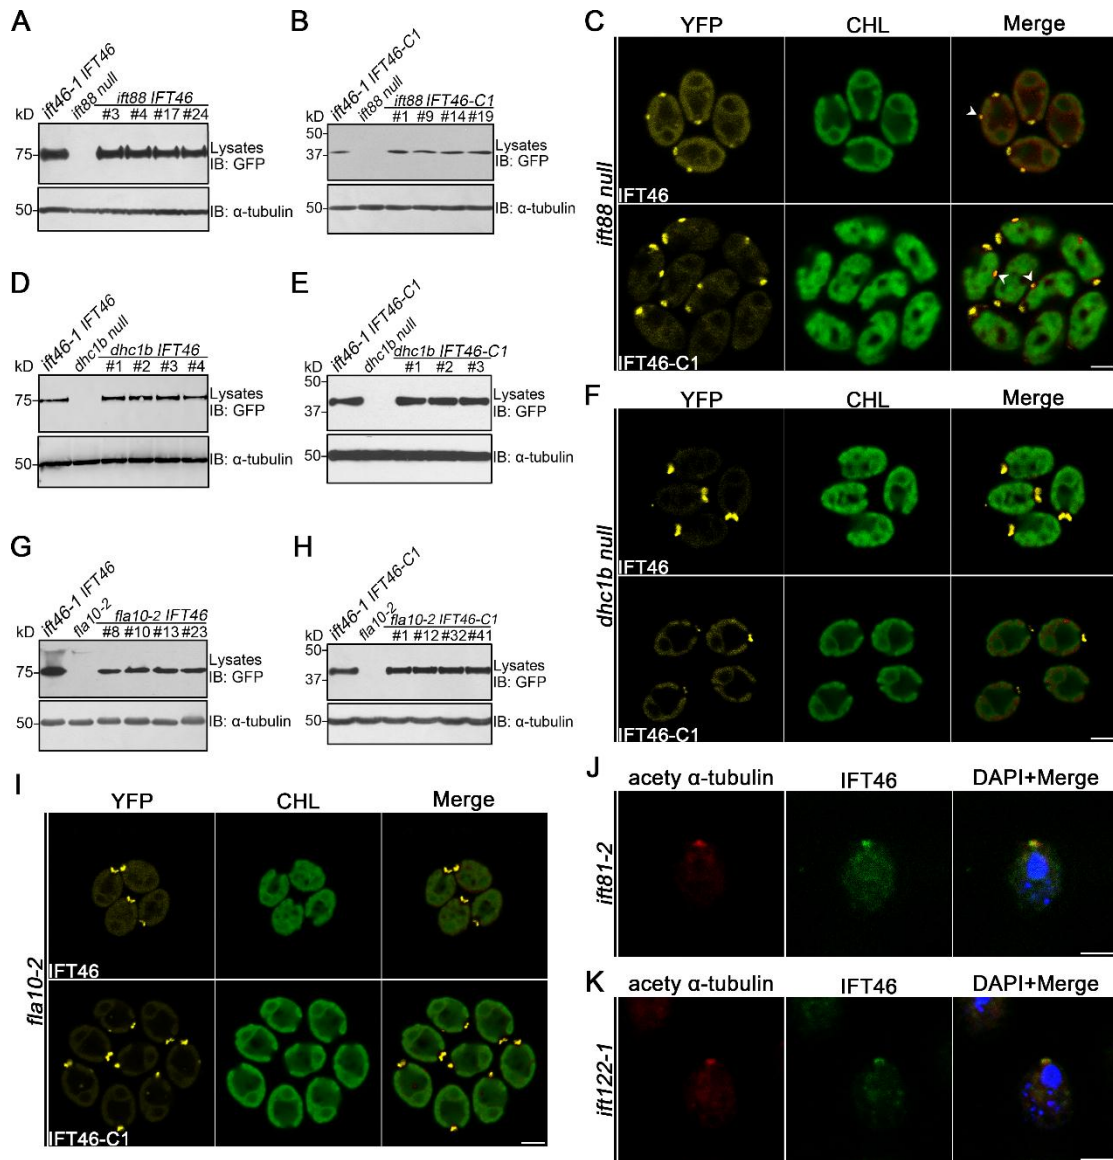 A
ift46-1 IFT46
ift88 null
ift88 IFT46
kD #3 #4 #17 #24
75
Lysates
IB: GFP
50
IB: α-tubulin
B
ift46-1 IFT46-C1
ift88 null
ift88 IFT46-C1
kD #1 #9 #14 #19
50
37
Lysates
IB: GFP
50
IB: α-tubulin
C
YFP CHL Merge
ift88 null
IFT46
IFT46-C1
D
ift46-1 IFT46
dhc1b null
dhc1b IFT46
kD #1 #2 #3 #4
75
Lysates
IB: GFP
50
IB: α-tubulin
E
ift46-1 IFT46-C1
dhc1b null
dhc1b IFT46-C1
kD #1 #2 #3
50
37
Lysates
IB: GFP
50
IB: α-tubulin
F
YFP CHL Merge
dhc1b null
IFT46
IFT46-C1
G
ift46-1 IFT46
fla10-2
fla10-2 IFT46
kD #8 #10 #13 #23
75
Lysates
IB: GFP
50
IB: α-tubulin
H
ift46-1 IFT46-C1
fla10-2
fla10-2 IFT46-C1
kD #1 #12 #32 #41
50
37
Lysates
IB: GFP
50
IB: α-tubulin
I
YFP CHL Merge
fla10-2
IFT46
IFT46-C1
J
acety α-tubulin IFT46 DAPI+Merge
ift81-2
K
acety α-tubulin IFT46 DAPI+Merge
ift122-1